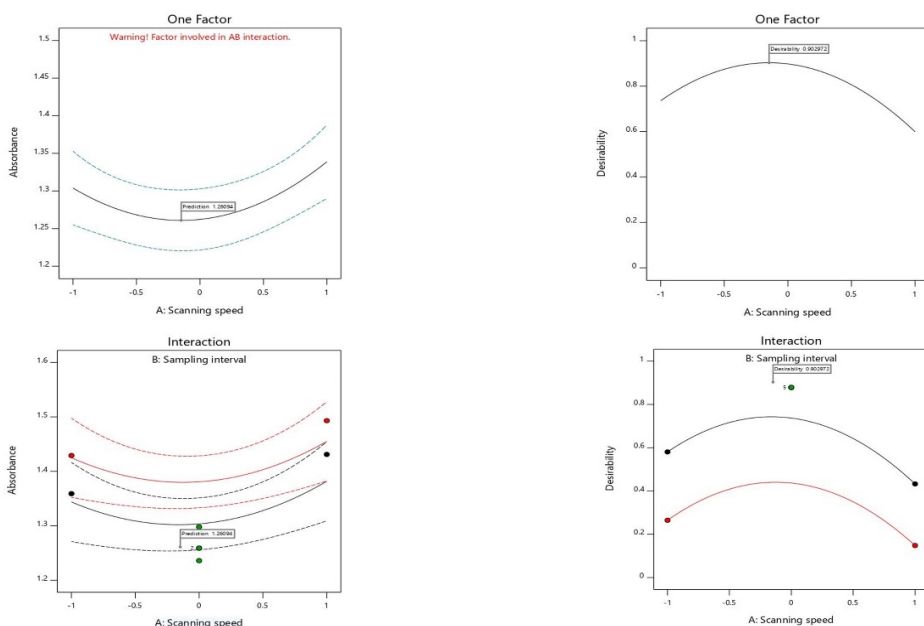 One Factor
Warning! Factor involved in AB interaction.
1.5
1.45
1.4
1.35
1.3
1.25
1.2
Absorbance
Prediction 1.26094
-1
-0.5
0
0.5
1
A: Scanning speed
One Factor
1
0.8
0.6
0.4
0.2
0
Desirability
Desirability 0.902972
-1
-0.5
0
0.5
1
A: Scanning speed
Interaction
B: Sampling interval
1.6
1.5
1.4
1.3
1.2
Absorbance
Prediction 1.26094
2
-1
-0.5
0
0.5
1
A: Scanning speed
Interaction
B: Sampling interval
Desirability 0.902972
5
1
0.8
0.6
0.4
0.2
0
Desirability
-1
-0.5
0
0.5
1
A: Scanning speed